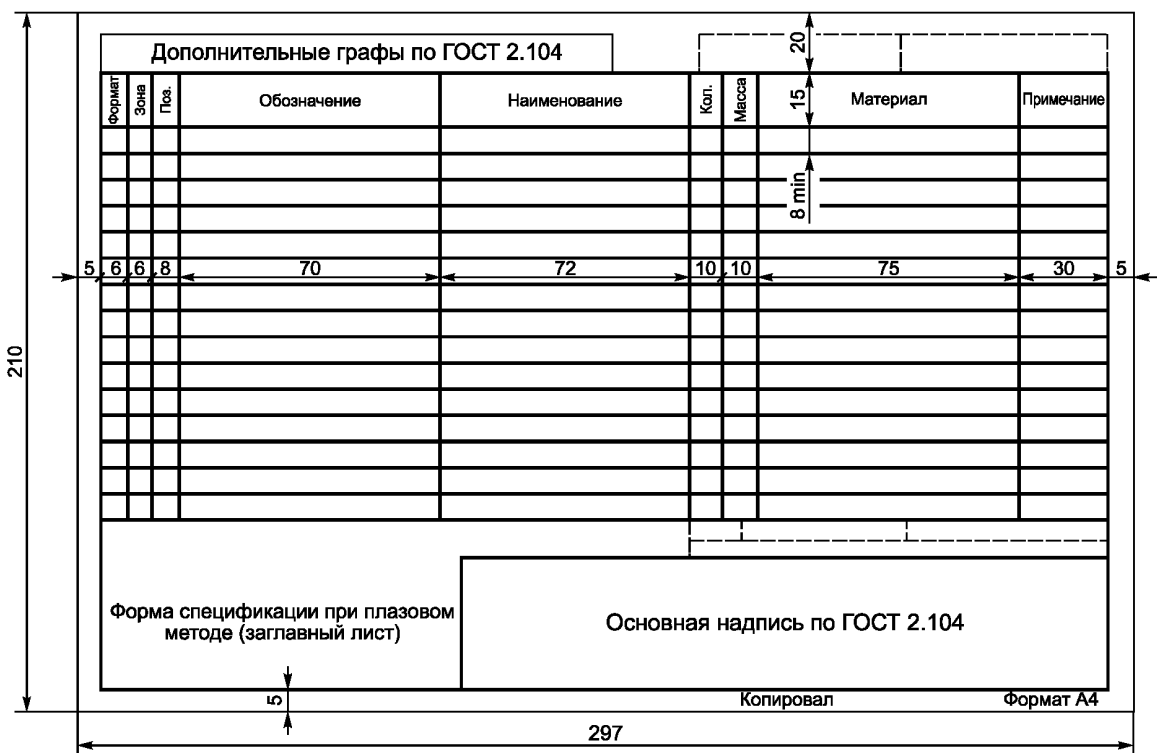 Дополнительные графы по ГОСТ 2.104
20
Формат
Зона
Поз.
Обозначение
Наименование
Кол.
Масса
15
Материал
Примечание
8 min
5 6 6 8 70 72 10 10 75 30 5
210
Форма спецификации при плазовом
методе (заглавный лист)
Основная надпись по ГОСТ 2.104
5
Копировал
Формат А4
297